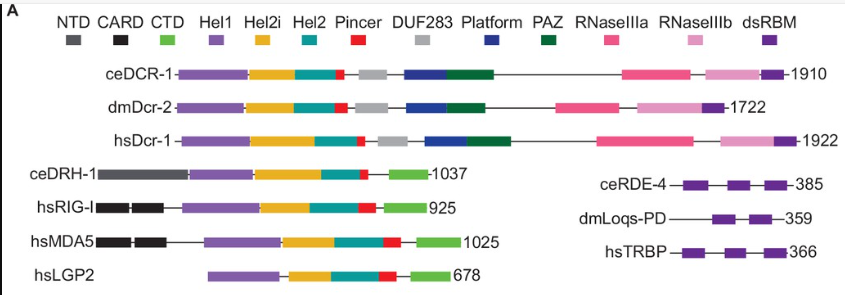 A
NTD CARD CTD Hel1 Hel2i Hel2 Pincer DUF283 Platform PAZ RNaseIIIa RNaseIIIb dsRBM
ceDCR-1 1910
dmDcr-2 1722
hsDcr-1 1922
ceDRH-1 1037
hsRIG-I 925
hsMDA5 1025
hsLGP2 678
ceRDE-4 385
dmLoqs-PD 359
hsTRBP 366